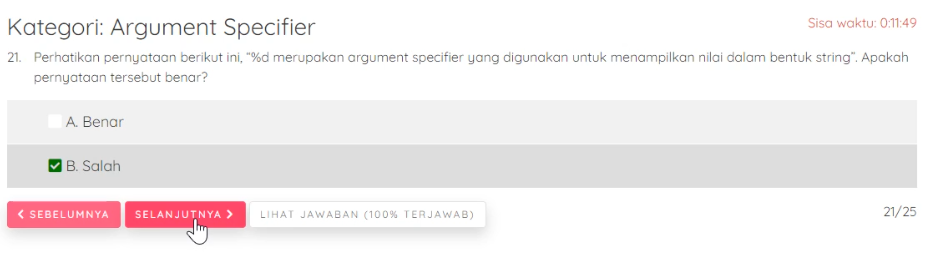 Kategori: Argument Specifier
Sisa waktu: 0:11:49
21. Perhatikan pernyataan berikut ini, "%d merupakan argument specifier yang digunakan untuk menampilkan nilai dalam bentuk string". Apakah
pernyataan tersebut benar?
A. Benar
B. Salah
SEBELUMNYA
SELANJUTNYA
LIHAT JAWABAN (100% TERJAWAB)
21/25